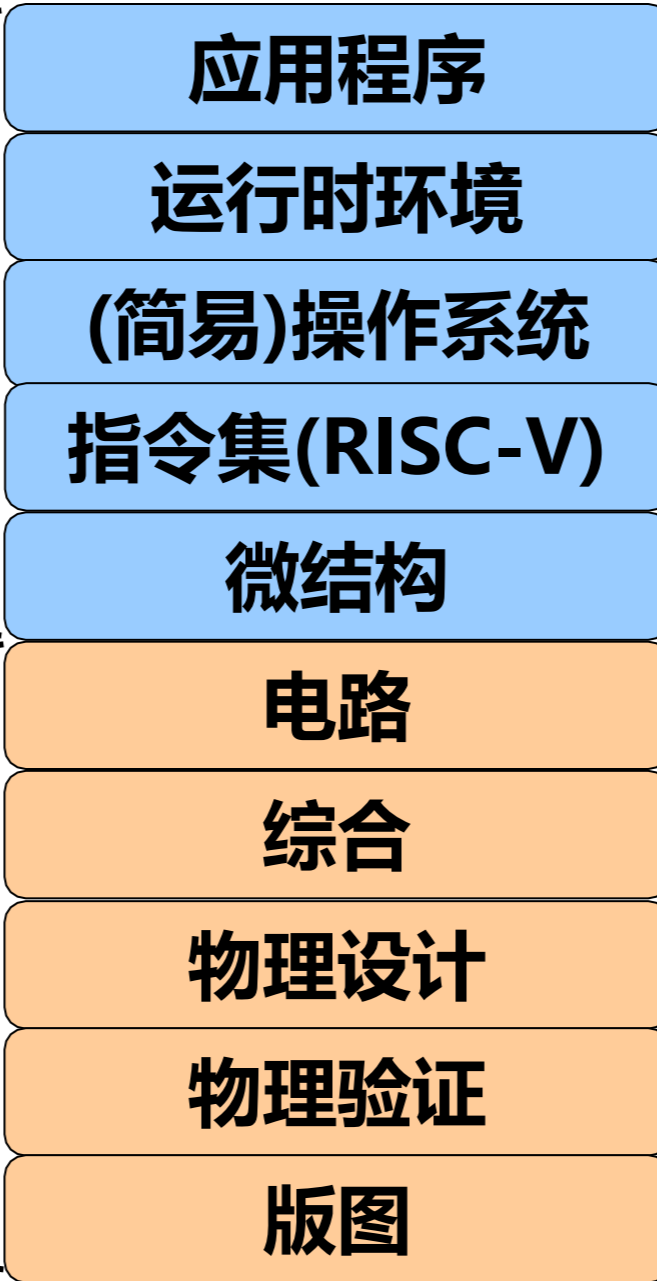 应用程序
运行时环境
(简易)操作系统
指令集(RISC-V)
微结构
电路
综合
物理设计
物理验证
版图